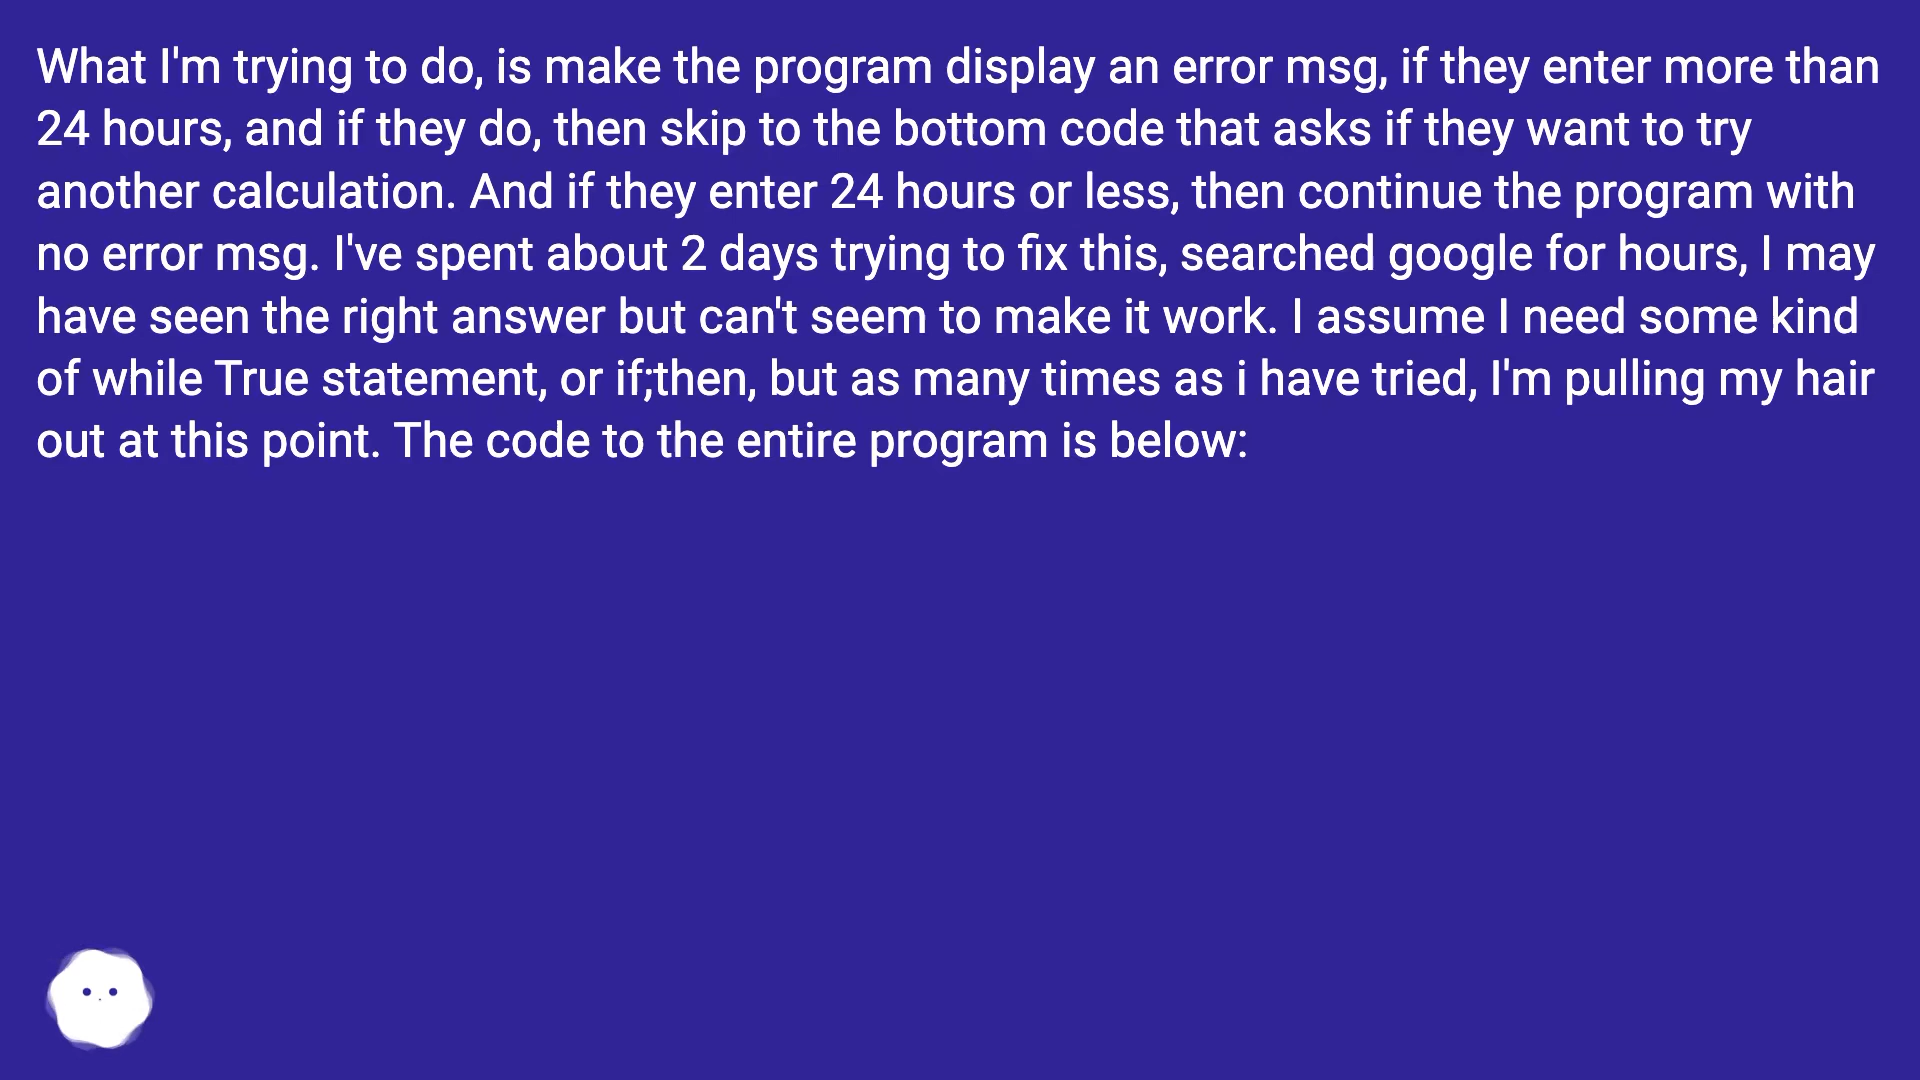 What I'm trying to do, is make the program display an error msg, if they enter more than
24 hours, and if they do, then skip to the bottom code that asks if they want to try
another calculation. And if they enter 24 hours or less, then continue the program with
no error msg. I've spent about 2 days trying to fix this, searched google for hours, I may
have seen the right answer but can't seem to make it work. I assume I need some kind
of while True statement, or if;then, but as many times as i have tried, I'm pulling my hair
out at this point. The code to the entire program is below: